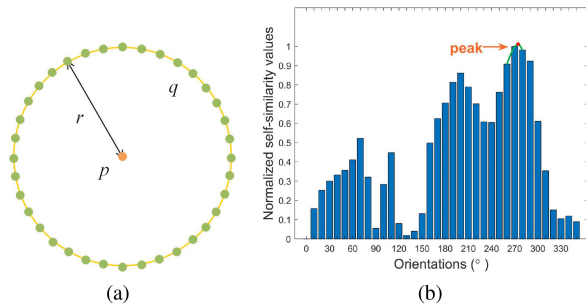 q
r
p
(a)
peak
Normalized self-similarity values
1
0.9
0.8
0.7
0.6
0.5
0.4
0.3
0.2
0.1
0
0 30 60 90 120 150 180 210 240 270 300 330
Orientations (° )
(b)